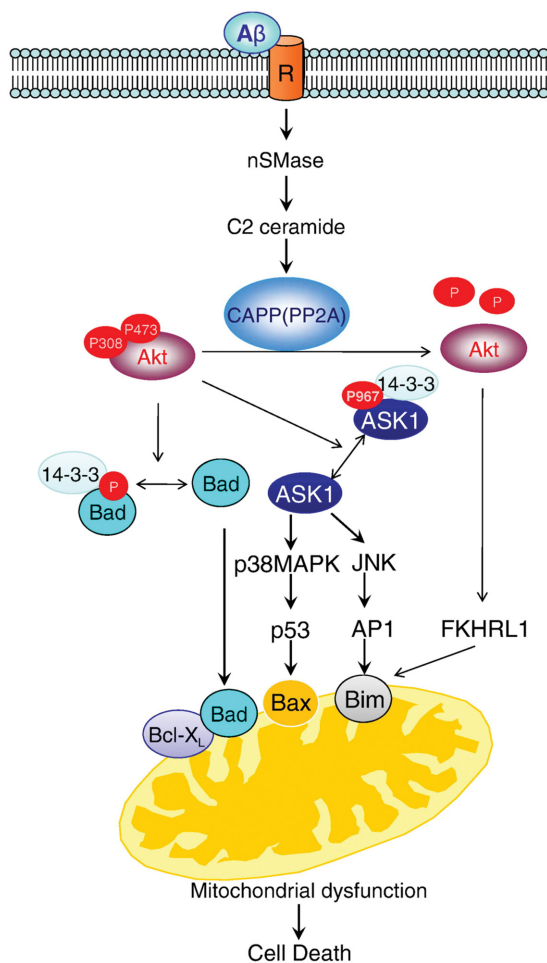 Aβ
R
nSMase
C2 ceramide
CAPP(PP2A)
P473
P308
Akt
P
P
Akt
14-3-3
P967
ASK1
14-3-3
P
Bad
Bad
ASK1
p38MAPK
JNK
p53
AP1
FKHRL1
Bad
Bax
Bim
Bcl-XL
Mitochondrial dysfunction
Cell Death